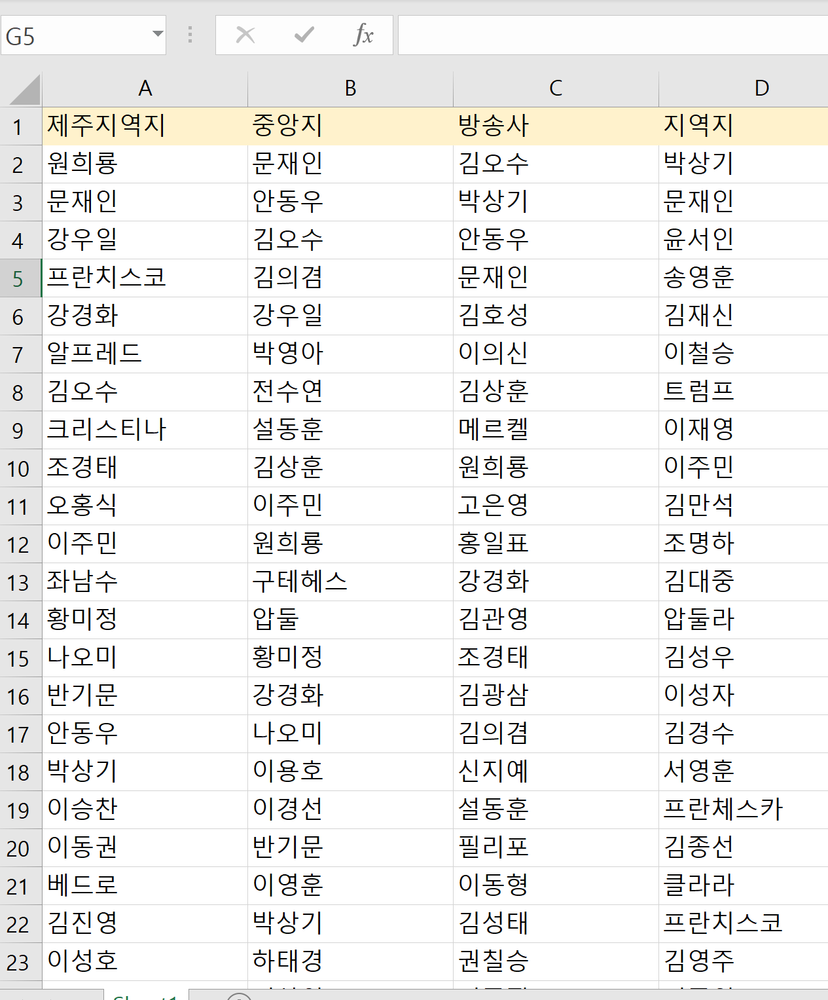 G5 fx
A B C D
1 제주지역지 중앙지 방송사 지역지
2 원희룡 문재인 김오수 박상기
3 문재인 안동우 박상기 문재인
4 강우일 김오수 안동우 윤서인
5 프란치스코 김의겸 문재인 송영훈
6 강경화 강우일 김호성 김재신
7 알프레드 박영아 이의신 이철승
8 김오수 전수연 김상훈 트럼프
9 크리스티나 설동훈 메르켈 이재영
10 조경태 김상훈 원희룡 이주민
11 오홍식 이주민 고은영 김만석
12 이주민 원희룡 홍일표 조명하
13 좌남수 구테헤스 강경화 김대중
14 황미정 압둘 김관영 압둘라
15 나오미 황미정 조경태 김성우
16 반기문 강경화 김광삼 이성자
17 안동우 나오미 김의겸 김경수
18 박상기 이용호 신지예 서영훈
19 이승찬 이경선 설동훈 프란체스카
20 이동권 반기문 필리포 김종선
21 베드로 이영훈 이동형 클라라
22 김진영 박상기 김성태 프란치스코
23 이성호 하태경 권칠승 김영주